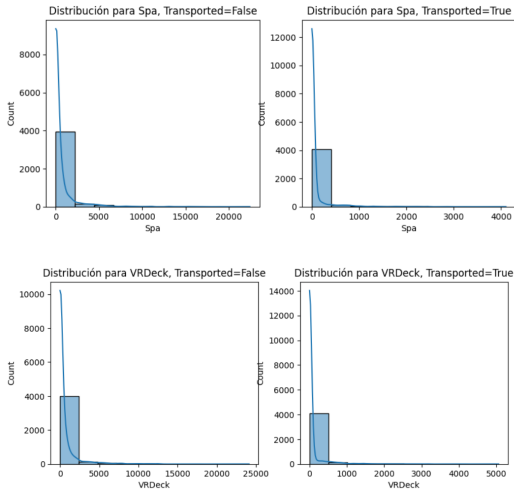 Distribución para Spa, Transported=False
8000
6000
4000
2000
0
Count
0 5000 10000 15000 20000
Spa
Distribución para Spa, Transported=True
12000
10000
8000
6000
4000
2000
0
Count
0 1000 2000 3000 4000
Spa
Distribución para VRDeck, Transported=False
10000
8000
6000
4000
2000
0
Count
0 5000 10000 15000 20000 25000
VRDeck
Distribución para VRDeck, Transported=True
14000
12000
10000
8000
6000
4000
2000
0
Count
0 1000 2000 3000 4000 5000
VRDeck